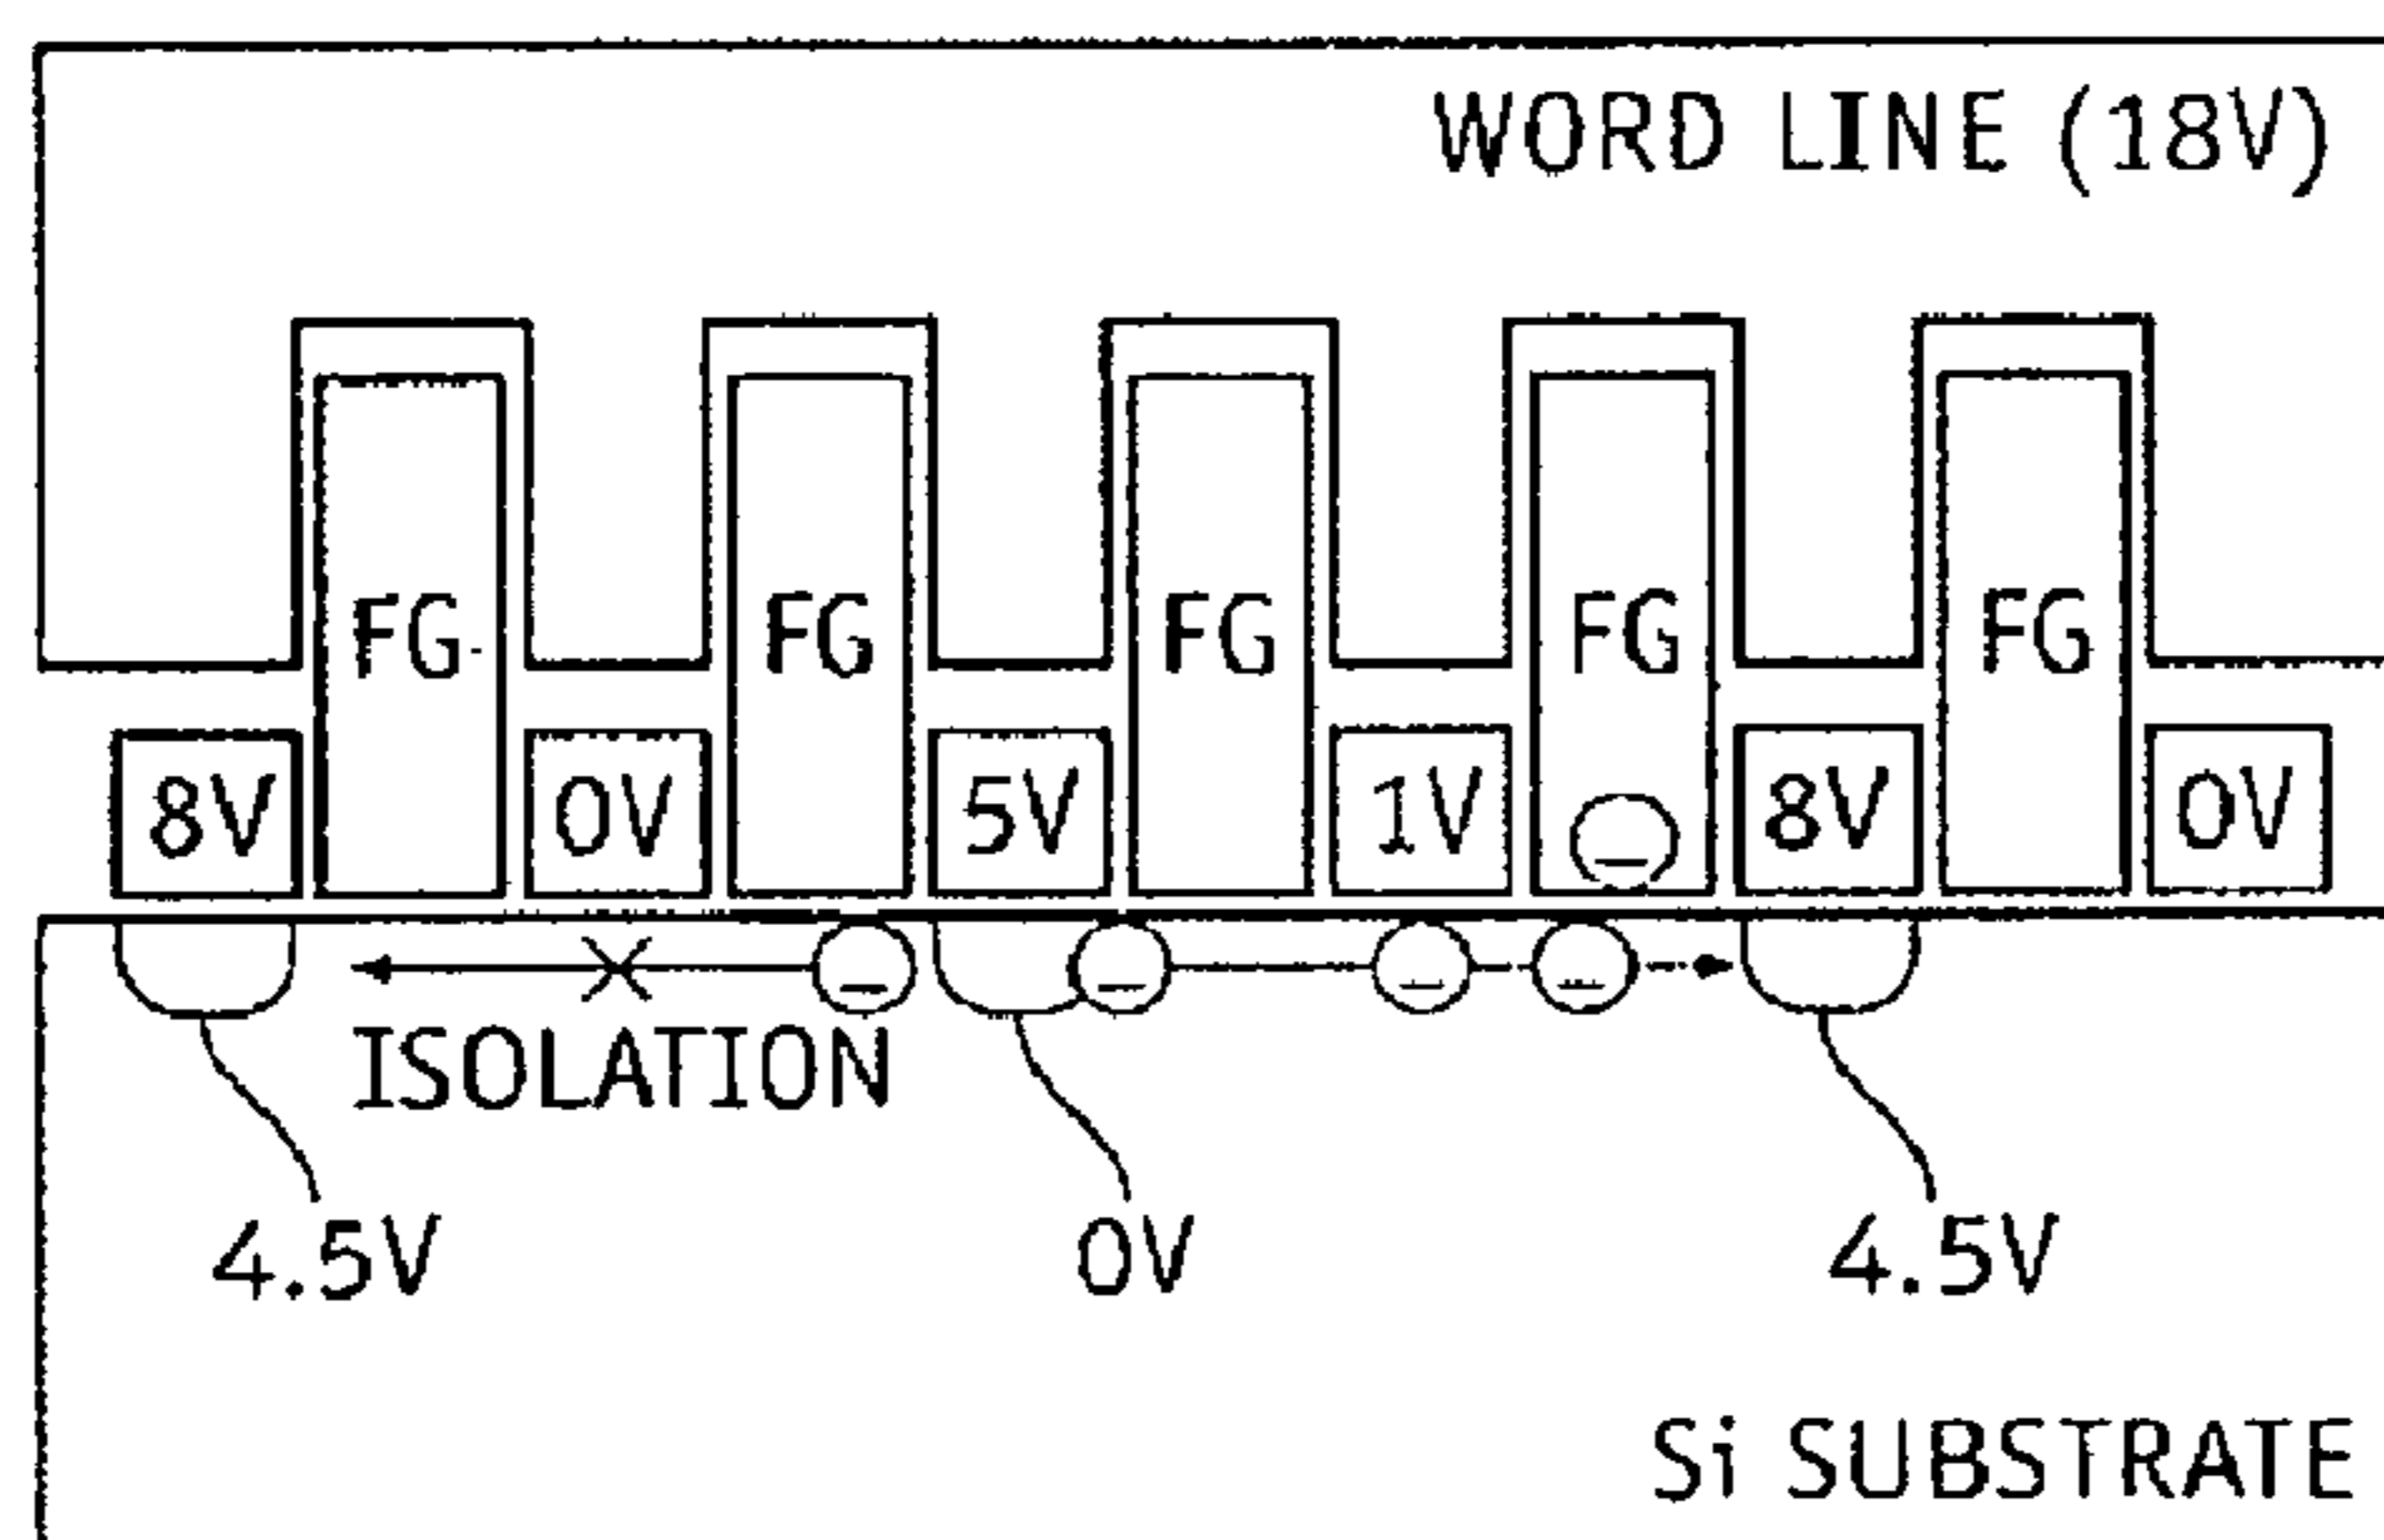 WORD LINE (18V)
FG FG FG FG FG
8V 0V 5V 1V 8V 0V
ISOLATION
4.5V 0V 4.5V
Si SUBSTRATE